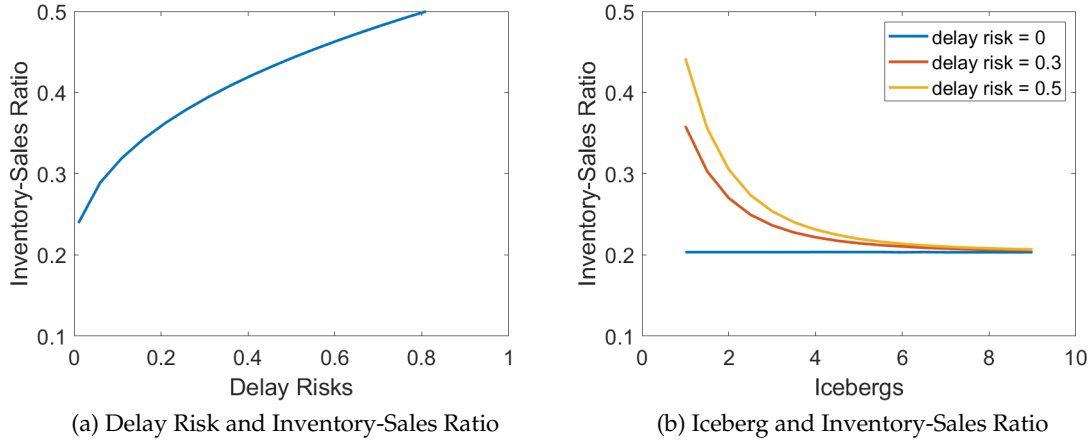 0.5
0.4
0.3
0.2
0.1
Inventory-Sales Ratio
0 0.2 0.4 0.6 0.8 1
Delay Risks
(a) Delay Risk and Inventory-Sales Ratio
0.5
0.4
0.3
0.2
0.1
Inventory-Sales Ratio
delay risk = 0
delay risk = 0.3
delay risk = 0.5
0 2 4 6 8 10
Icebergs
(b) Iceberg and Inventory-Sales Ratio